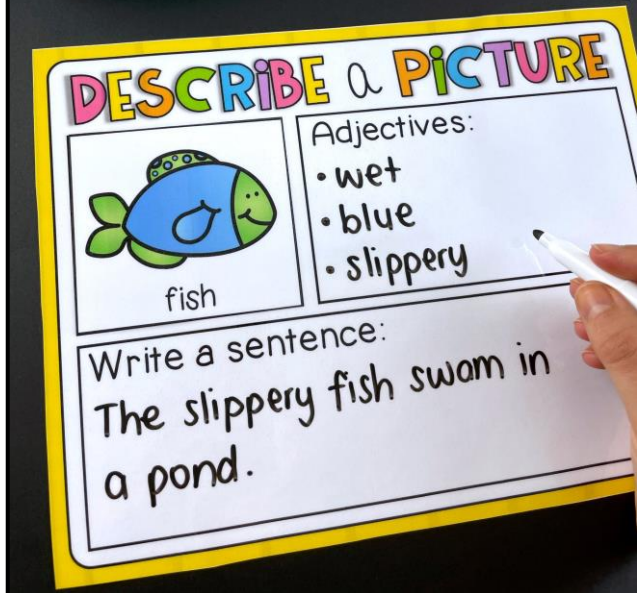 DESCRIBE a PICTURE
fish
Adjectives:
• wet
• blue
• slippery
Write a sentence:
The slippery fish swam in
a pond.